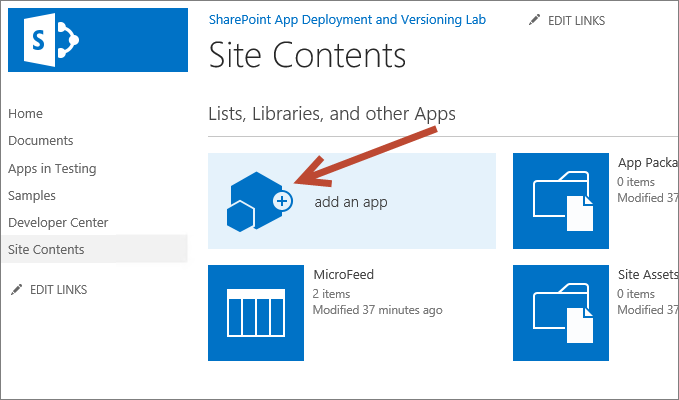 SharePoint App Deployment and Versioning Lab
EDIT LINKS
Site Contents
Home
Documents
Apps in Testing
Samples
Developer Center
Site Contents
EDIT LINKS
Lists, Libraries, and other Apps
add an app
App Packa
0 items
Modified 37
MicroFeed
2 items
Modified 37 minutes ago
Site Assets
0 items
Modified 37